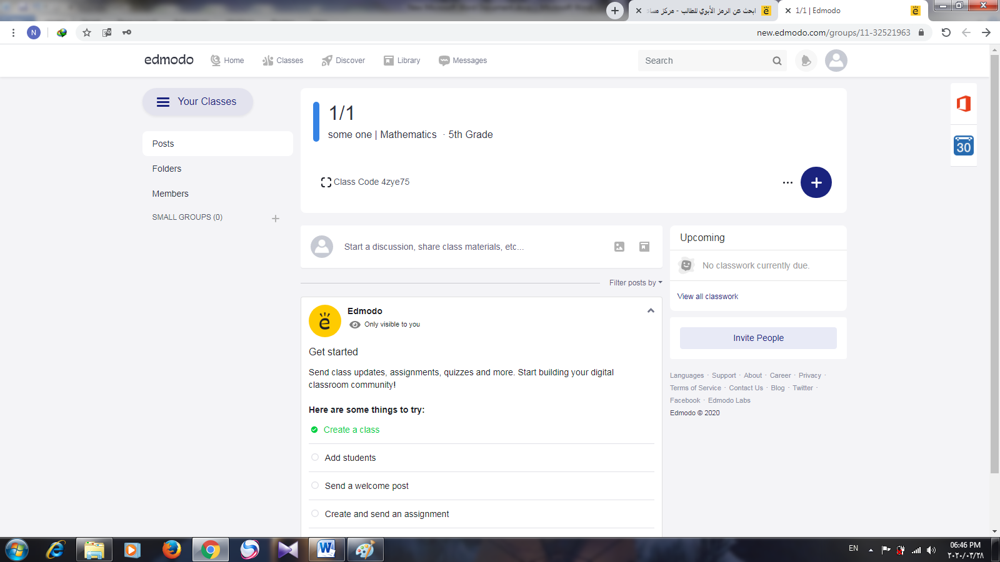 ابحث عن الرمز الأبوي للطالب - مركز مساعد
1/1 | Edmodo
N
new.edmodo.com/groups/11-32521963
edmodo
Home
Classes
Discover
Library
Messages
Search
Your Classes
Posts
Folders
Members
SMALL GROUPS (0)
1/1
some one | Mathematics · 5th Grade
Class Code 4zye75
30
Start a discussion, share class materials, etc...
Filter posts by
Edmodo
Only visible to you
Get started
Send class updates, assignments, quizzes and more. Start building your digital
classroom community!
Here are some things to try:
Create a class
Add students
Send a welcome post
Create and send an assignment
Upcoming
No classwork currently due.
View all classwork
Invite People
Languages · Support · About · Career · Privacy ·
Terms of Service · Contact Us · Blog · Twitter ·
Facebook · Edmodo Labs
Edmodo © 2020
EN
06:46 PM
٢٠٢٠/٠٣/٢٨